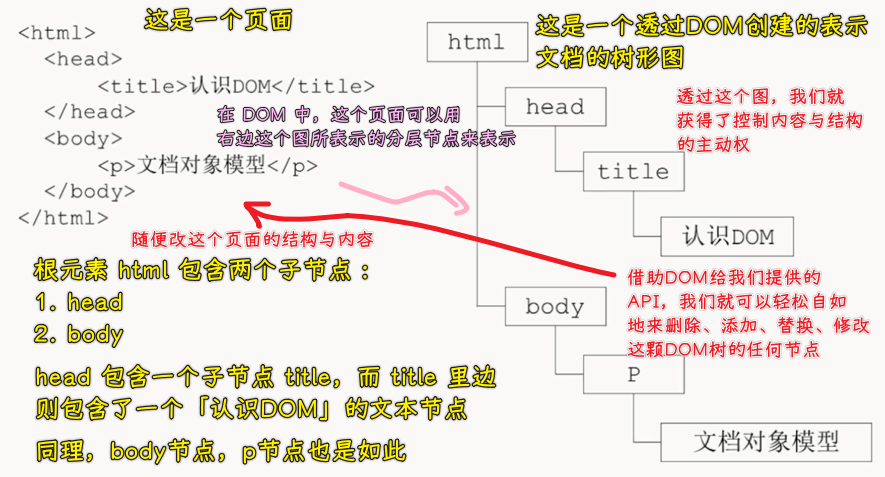 这是一个页面
<html>
<head>
<title>认识DOM</title>
</head>
<body>
<p>文档对象模型</p>
</body>
</html>
在 DOM 中，这个页面可以用
右边这个图所表示的分层节点来表示
随便改这个页面的结构与内容
根元素 html 包含两个子节点：
1. head
2. body
head 包含一个子节点 title，而 title 里边
则包含了一个「认识DOM」的文本节点
同理，body节点，p节点也是如此
这是一个透过DOM创建的表示
文档的树形图
html
head
title
认识DOM
body
P
文档对象模型
透过这个图，我们就
获得了控制内容与结构
的主动权
借助DOM给我们提供的
API，我们就可以轻松自如
地来删除、添加、替换、修改
这颗DOM树的任何节点